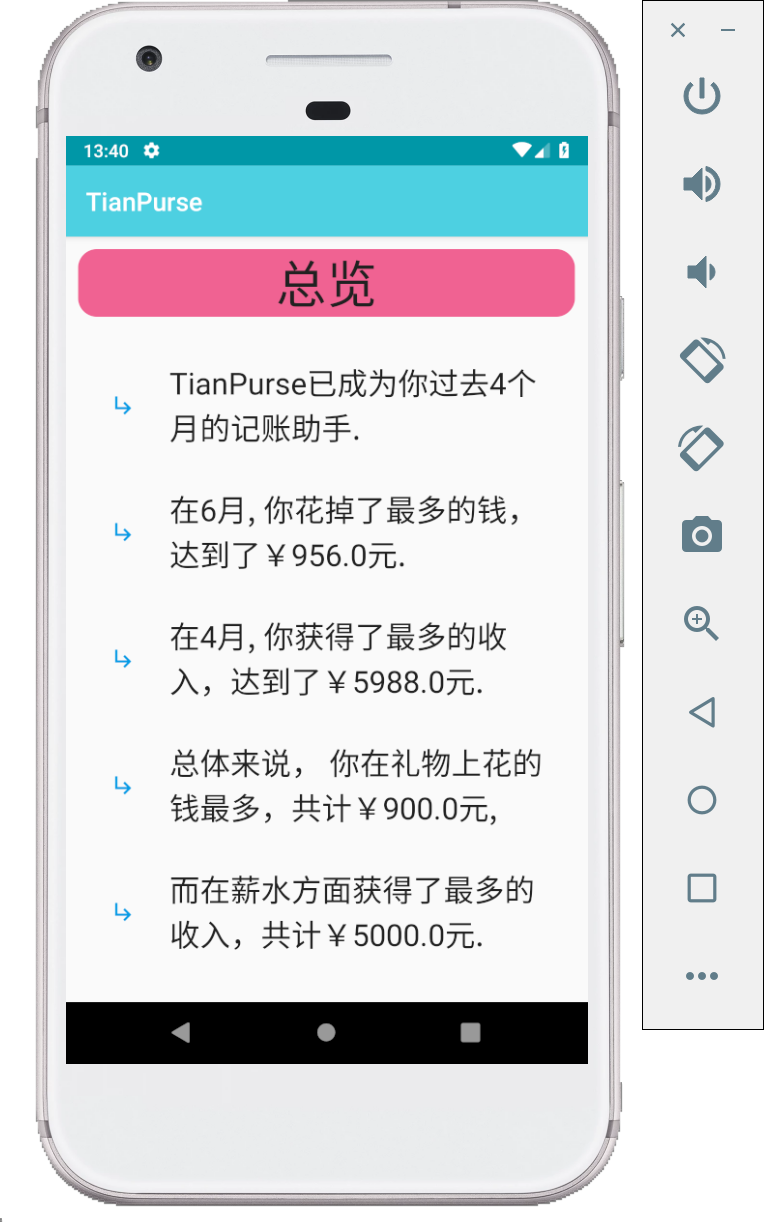 13:40
TianPurse
总览
TianPurse已成为你过去4个
月的记账助手.
在6月, 你花掉了最多的钱，
达到了￥956.0元.
在4月, 你获得了最多的收
入，达到了￥5988.0元.
总体来说， 你在礼物上花的
钱最多，共计￥900.0元,
而在薪水方面获得了最多的
收入，共计￥5000.0元.